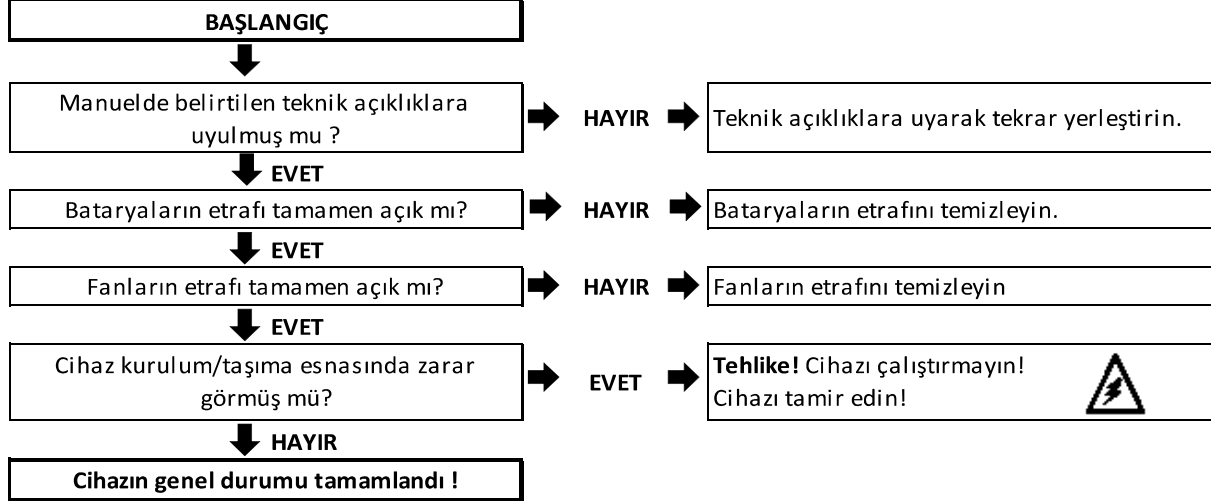 BAŞLANGIÇ
Manuelde belirtilen teknik açıklıklara
uyulmuş mu ?
HAYIR
Teknik açıklıklara uyarak tekrar yerleştirin.
EVET
Bataryaların etrafı tamamen açık mı?
HAYIR
Bataryaların etrafını temizleyin.
EVET
Fanların etrafı tamamen açık mı?
HAYIR
Fanların etrafını temizleyin
EVET
Cihaz kurulum/taşıma esnasında zarar
görmüş mü?
EVET
Tehlike! Cihazı çalıştırmayın!
Cihazı tamir edin!
HAYIR
Cihazın genel durumu tamamlandı !